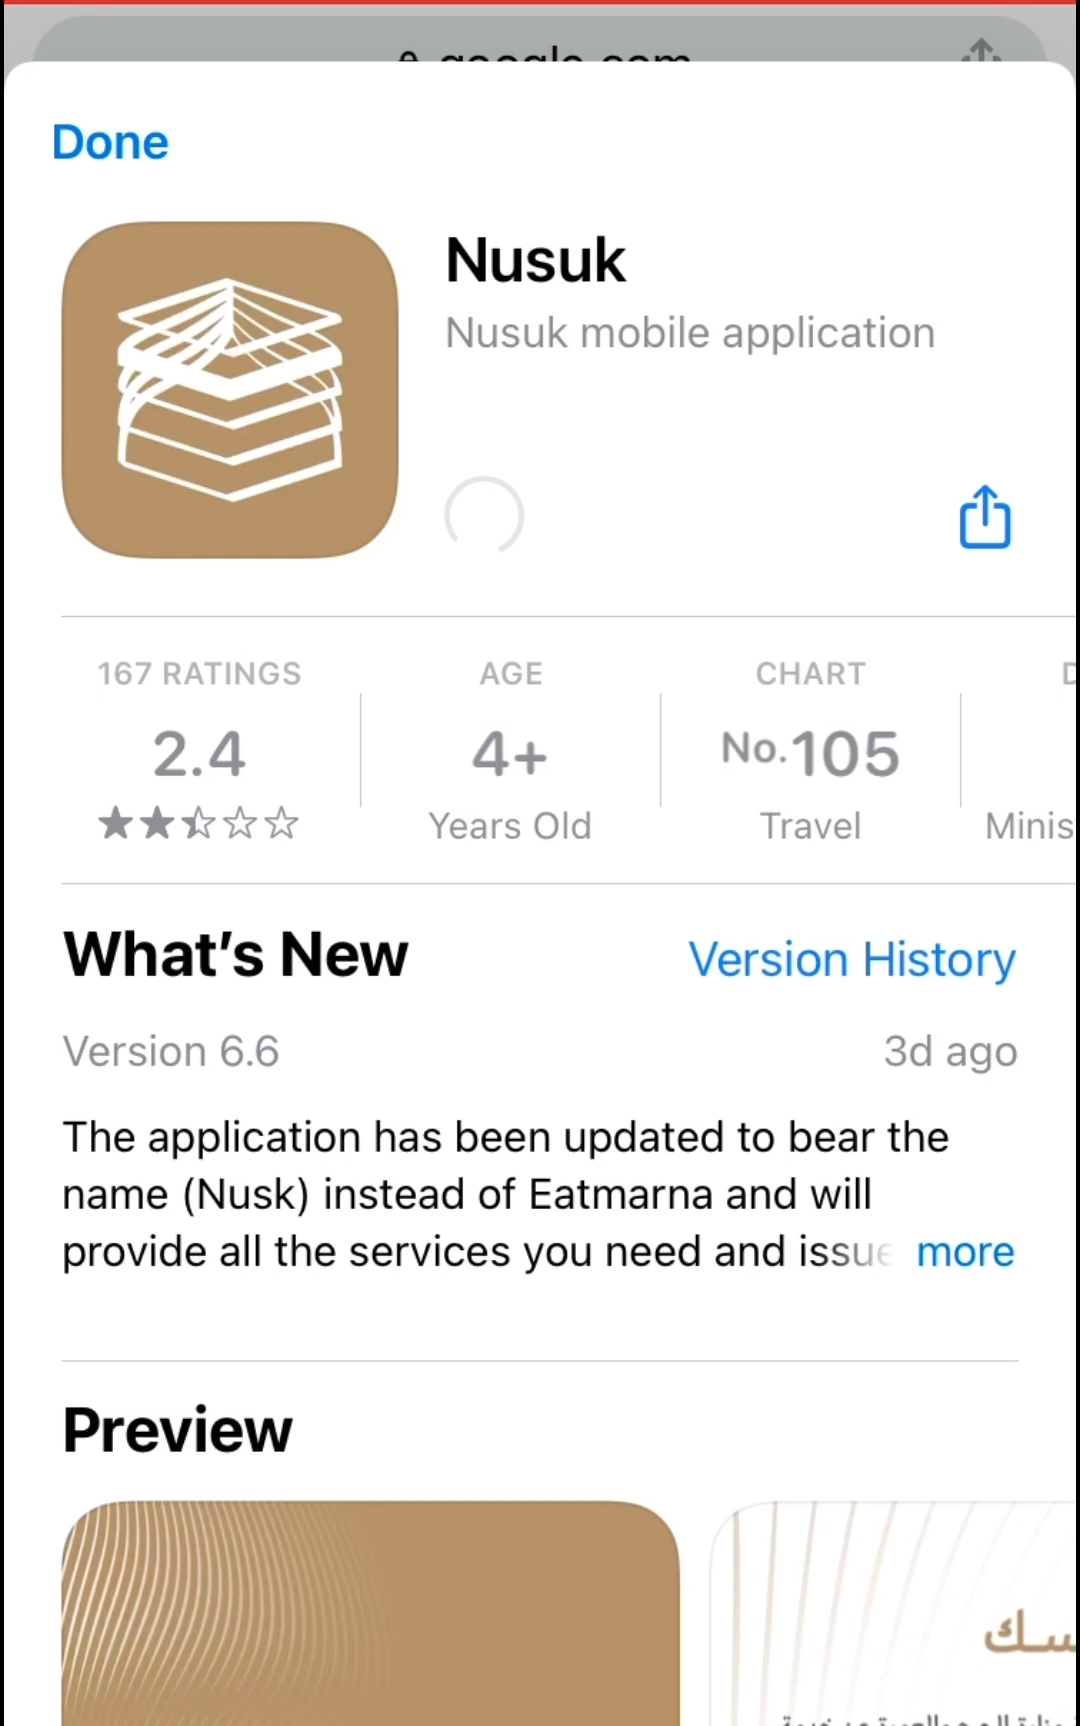 google.com
Done
Nusuk
Nusuk mobile application
167 RATINGS
AGE
CHART
2.4
4+
No.105
Years Old
Travel
What's New
Version History
Version 6.6
3d ago
The application has been updated to bear the
name (Nusk) instead of Eatmarna and will
provide all the services you need and issue more
Preview